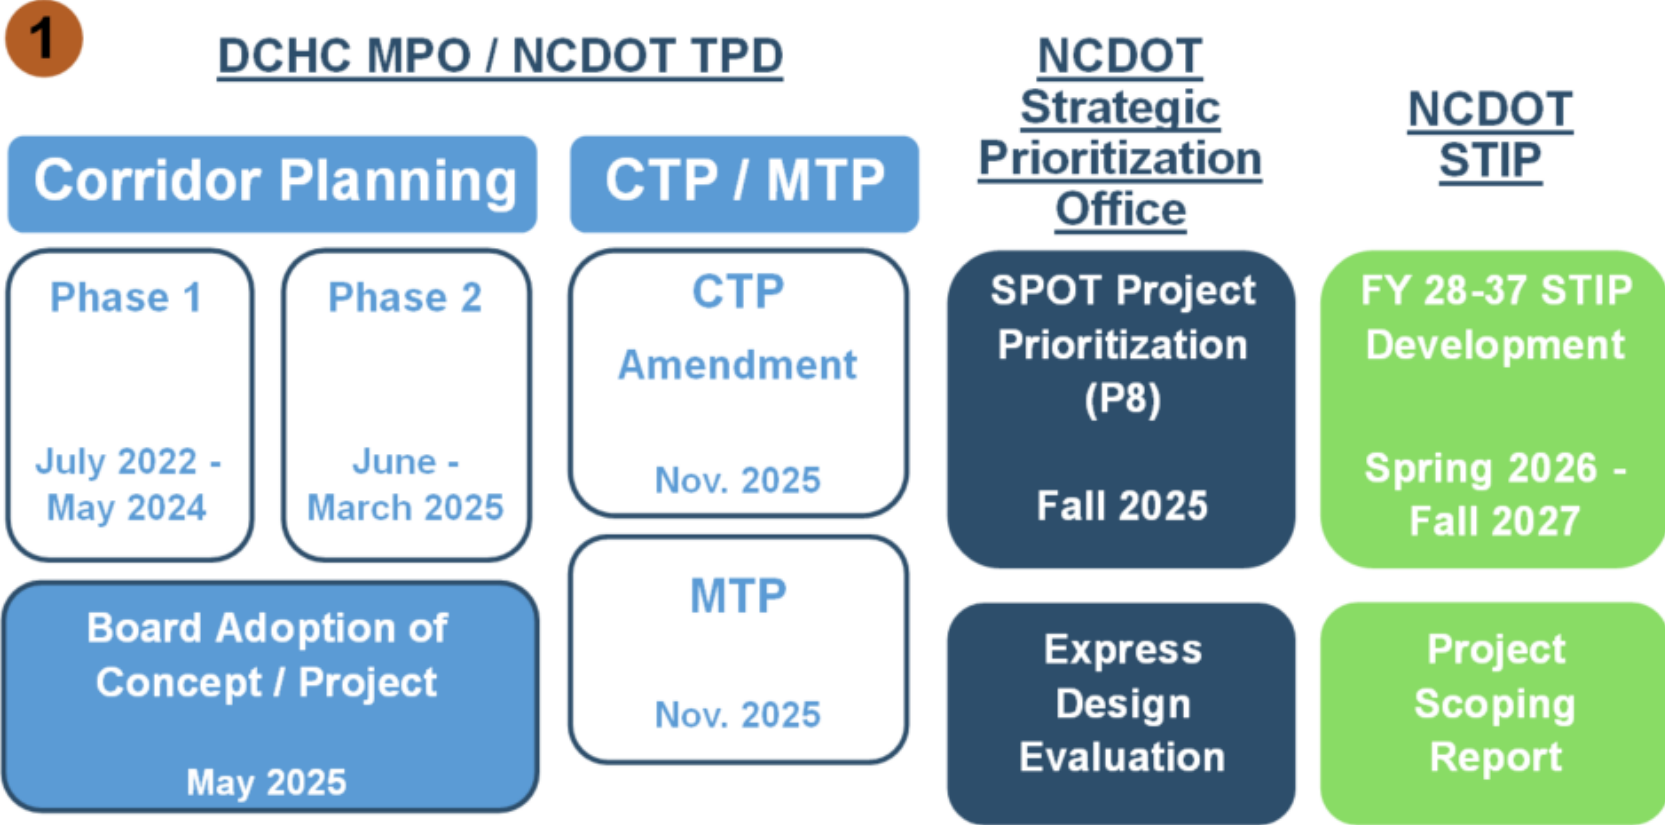 1
DCHC MPO / NCDOT TPD
Corridor Planning
Phase 1
July 2022 -
May 2024
Phase 2
June -
March 2025
Board Adoption of
Concept / Project
May 2025
CTP / MTP
CTP
Amendment
Nov. 2025
MTP
Nov. 2025
NCDOT
Strategic
Prioritization
Office
SPOT Project
Prioritization
(P8)
Fall 2025
Express
Design
Evaluation
NCDOT
STIP
FY 28-37 STIP
Development
Spring 2026 -
Fall 2027
Project
Scoping
Report